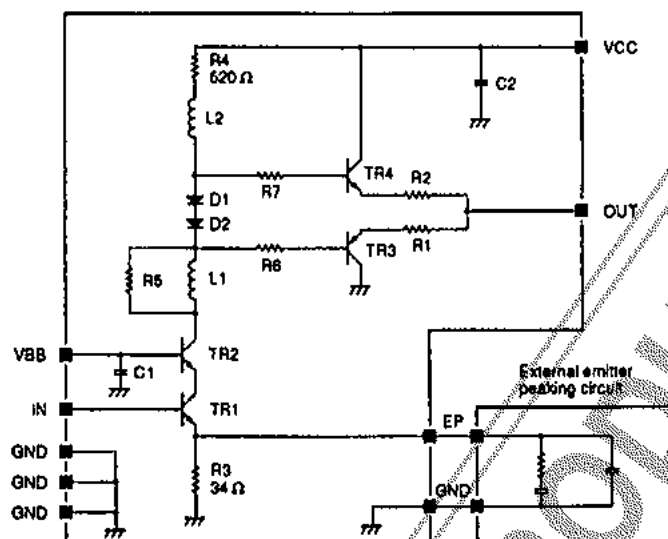 R4
620 Ω
L2
VCC
C2
R7
TR4
R2
D1
D2
OUT
R6
TR3
R1
R5
L1
VBB
C1
TR2
External emitter
peaking circuit
IN
TR1
EP
GND
GND
GND
R3
34 Ω
GND